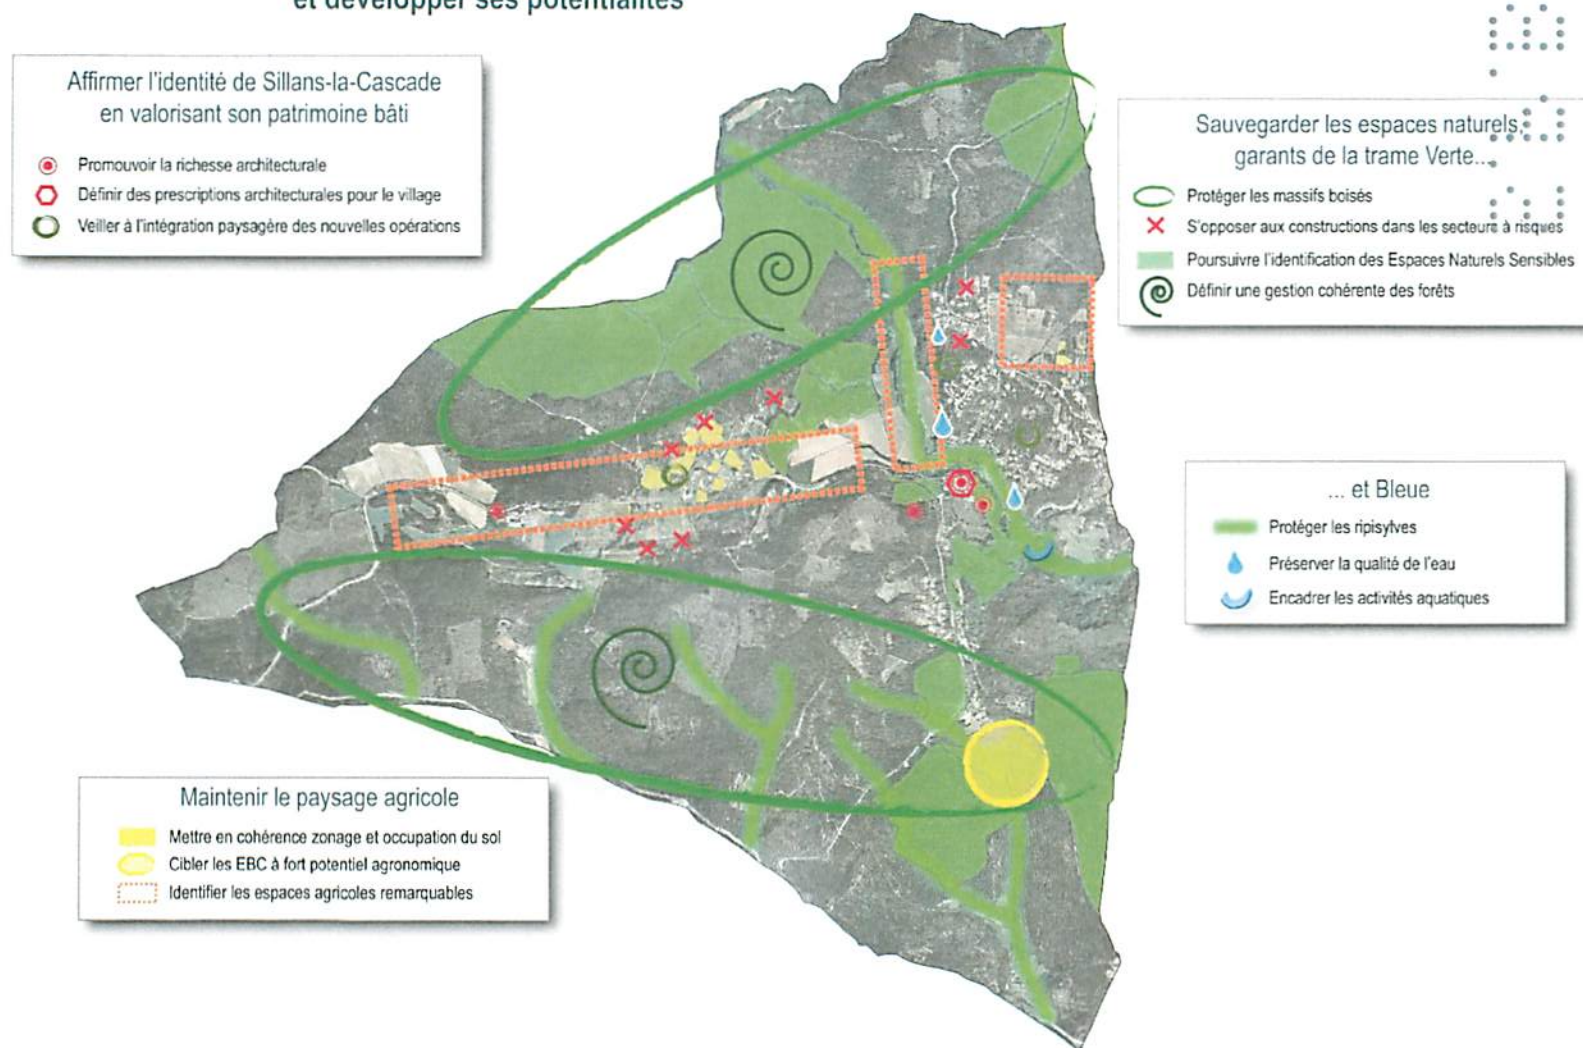 et développer ses potentialités
Affirmer l'identité de Sillans-la-Cascade
en valorisant son patrimoine bâti
Promouvoir la richesse architecturale
Définir des prescriptions architecturales pour le village
Veiller à l'intégration paysagère des nouvelles opérations
Sauvegarder les espaces naturels,
garants de la trame Verte...
Protéger les massifs boisés
S'opposer aux constructions dans les secteurs à risques
Poursuivre l'identification des Espaces Naturels Sensibles
Définir une gestion cohérente des forêts
... et Bleue
Protéger les ripisylves
Préserver la qualité de l'eau
Encadrer les activités aquatiques
Maintenir le paysage agricole
Mettre en cohérence zonage et occupation du sol
Cibler les EBC à fort potentiel agronomique
Identifier les espaces agricoles remarquables